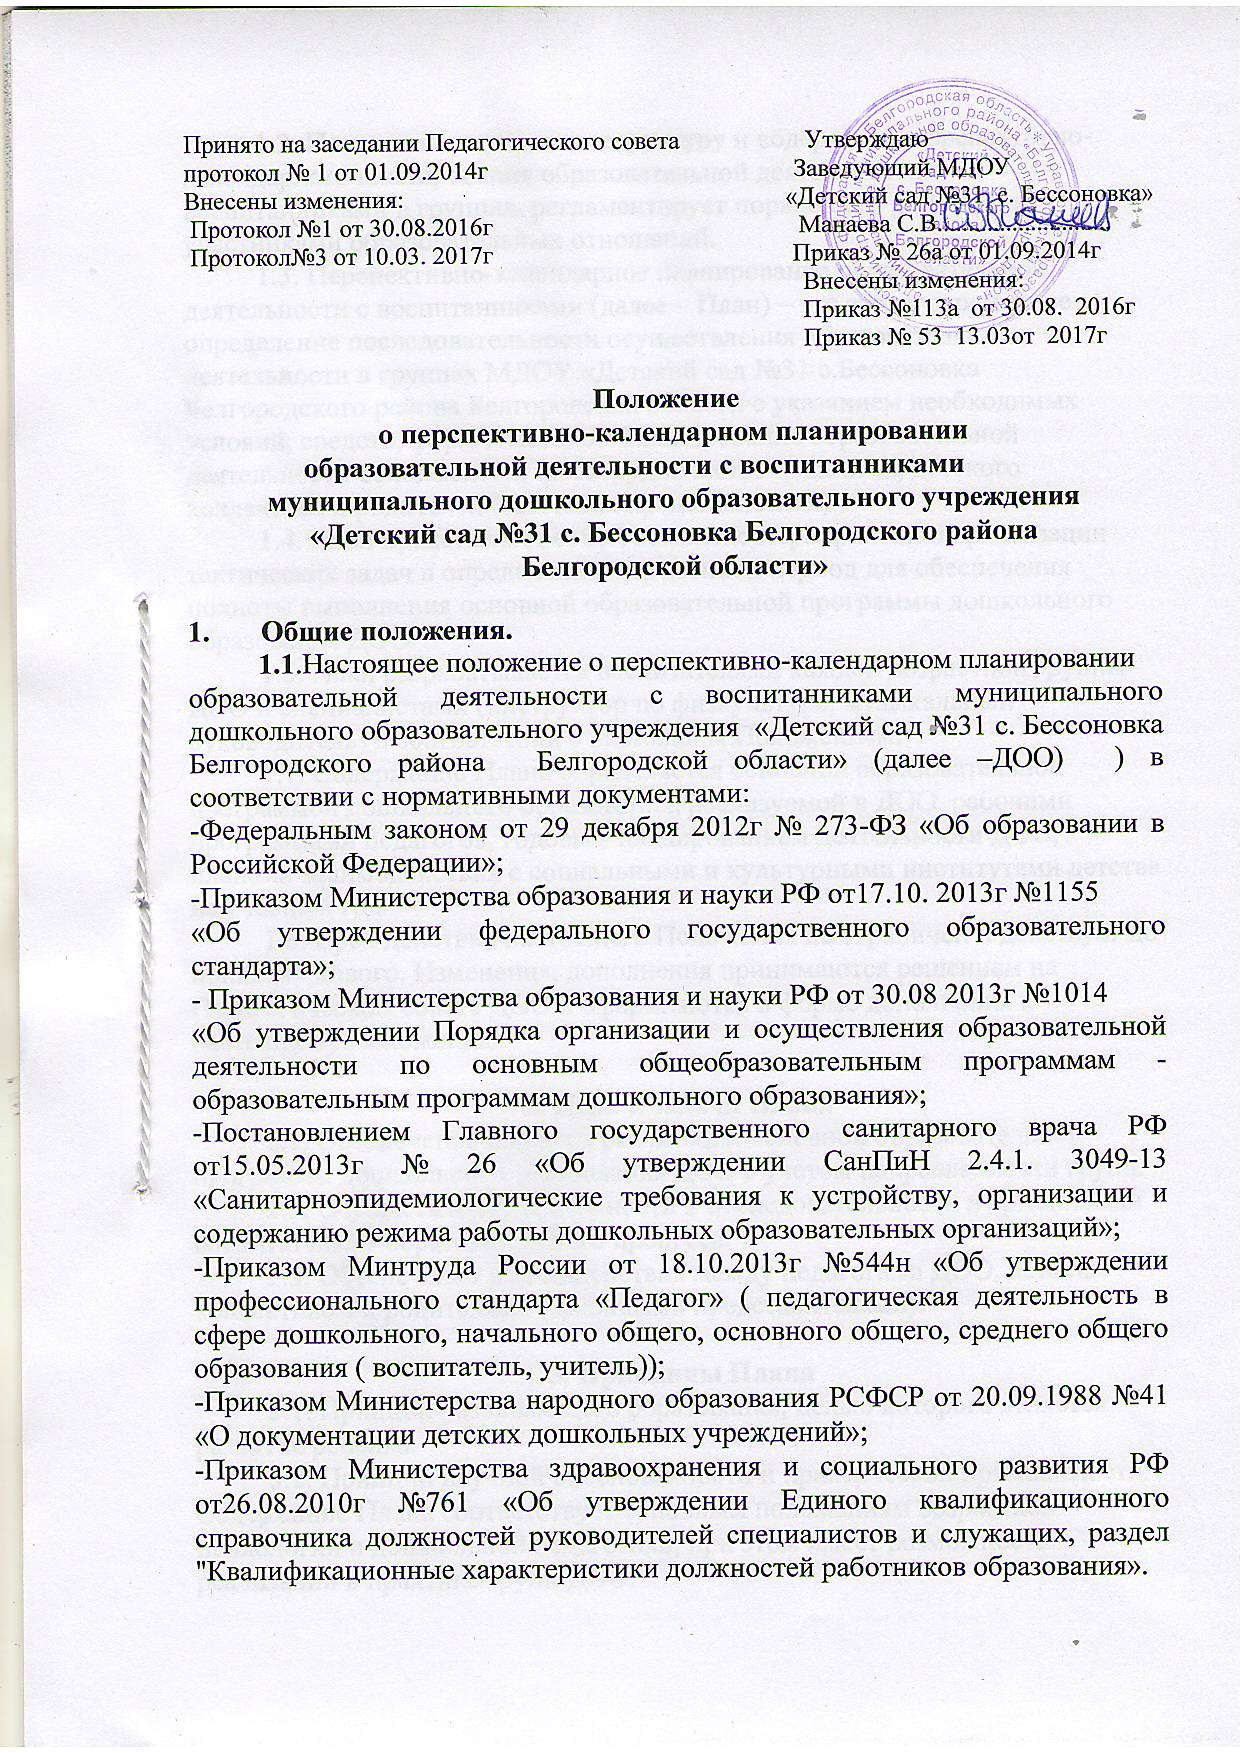 Принято на заседании Педагогического совета
протокол № 1 от 01.09.2014г
Внесены изменения:
Протокол №1 от 30.08.2016г
Протокол№3 от 10.03. 2017г
Утверждаю
Заведующий МДОУ
«Детский сад №31 с. Бессоновка»
Манаева С.В.
Приказ № 26а от 01.09.2014г
Внесены изменения:
Приказ №113а от 30.08. 2016г
Приказ № 53 13.03от 2017г
Положение
о перспективно-календарном планировании
образовательной деятельности с воспитанниками
муниципального дошкольного образовательного учреждения
«Детский сад №31 с. Бессоновка Белгородского района
Белгородской области»
1. Общие положения.
1.1.Настоящее положение о перспективно-календарном планировании
образовательной деятельности с воспитанниками муниципального
дошкольного образовательного учреждения «Детский сад №31 с. Бессоновка
Белгородского района Белгородской области» (далее –ДОО) ) в
соответствии с нормативными документами:
-Федеральным законом от 29 декабря 2012г № 273-ФЗ «Об образовании в
Российской Федерации»;
-Приказом Министерства образования и науки РФ от17.10. 2013г №1155
«Об утверждении федерального государственного образовательного
стандарта»;
- Приказом Министерства образования и науки РФ от 30.08 2013г №1014
«Об утверждении Порядка организации и осуществления образовательной
деятельности по основным общеобразовательным программам -
образовательным программам дошкольного образования»;
-Постановлением Главного государственного санитарного врача РФ
от15.05.2013г № 26 «Об утверждении СанПиН 2.4.1. 3049-13
«Санитарноэпидемиологические требования к устройству, организации и
содержанию режима работы дошкольных образовательных организаций»;
-Приказом Минтруда России от 18.10.2013г №544н «Об утверждении
профессионального стандарта «Педагог» ( педагогическая деятельность в
сфере дошкольного, начального общего, основного общего, среднего общего
образования ( воспитатель, учитель));
-Приказом Министерства народного образования РСФСР от 20.09.1988 №41
«О документации детских дошкольных учреждений»;
-Приказом Министерства здравоохранения и социального развития РФ
от26.08.2010г №761 «Об утверждении Единого квалификационного
справочника должностей руководителей специалистов и служащих, раздел
"Квалификационные характеристики должностей работников образования».